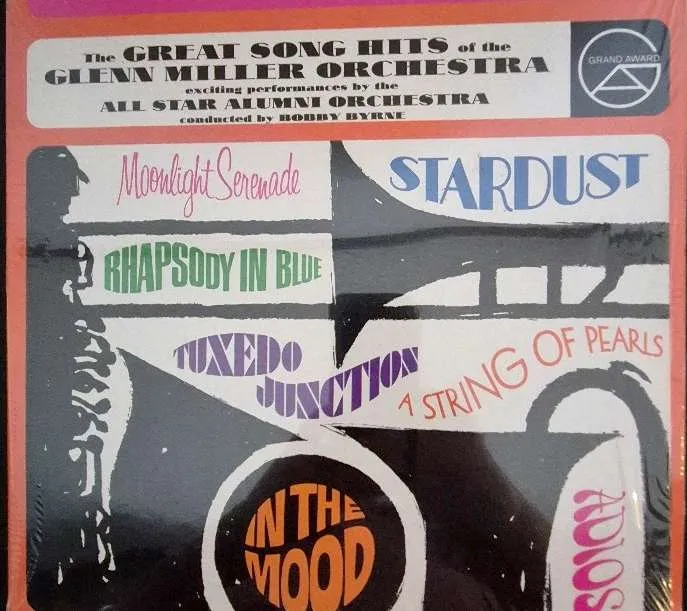 The GREAT SONG HITS of the
GLENN MILLER ORCHESTRA
exciting performances by the
ALL STAR ALUMNI ORCHESTRA
conducted by BOBBY BYRNE
GRAND AWARD
Moonlight Serenade
STARDUST
RHAPSODY IN BLUE
TUXEDO
JUNCTION
A STRING OF PEARLS
IN THE
MOOD
ADIOS